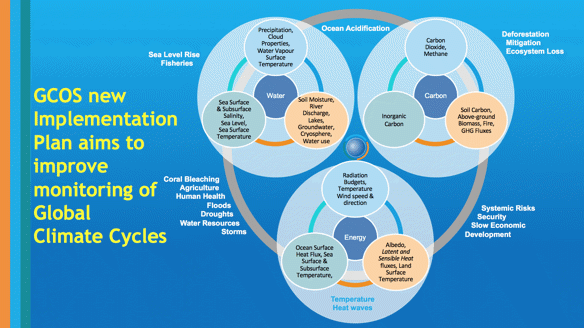 GCOS new
Implementation
Plan aims to
improve
monitoring of
Global
Climate Cycles
Sea Level Rise
Fisheries
Ocean Acidification
Deforestation
Mitigation
Ecosystem Loss
Precipitation,
Cloud
Properties,
Water Vapour
Surface
Temperature
Water
Sea Surface
& Subsurface
Salinity,
Sea Level,
Sea Surface
Temperature
Soil Moisture,
River
Discharge,
Lakes,
Groundwater,
Cryosphere,
Water use
Carbon
Dioxide,
Methane
Carbon
Inorganic
Carbon
Soil Carbon,
Above-ground
Biomass, Fire,
GHG Fluxes
Coral Bleaching
Agriculture
Human Health
Floods
Droughts
Water Resources
Storms
Radiation
Budgets,
Temperature
Wind speed &
direction
Energy
Ocean Surface
Heat Flux, Sea
Surface &
Subsurface
Temperature,
Albedo,
Latent and
Sensible Heat
fluxes, Land
Surface
Temperature
Systemic Risks
Security
Slow Economic
Development
Temperature
Heat waves